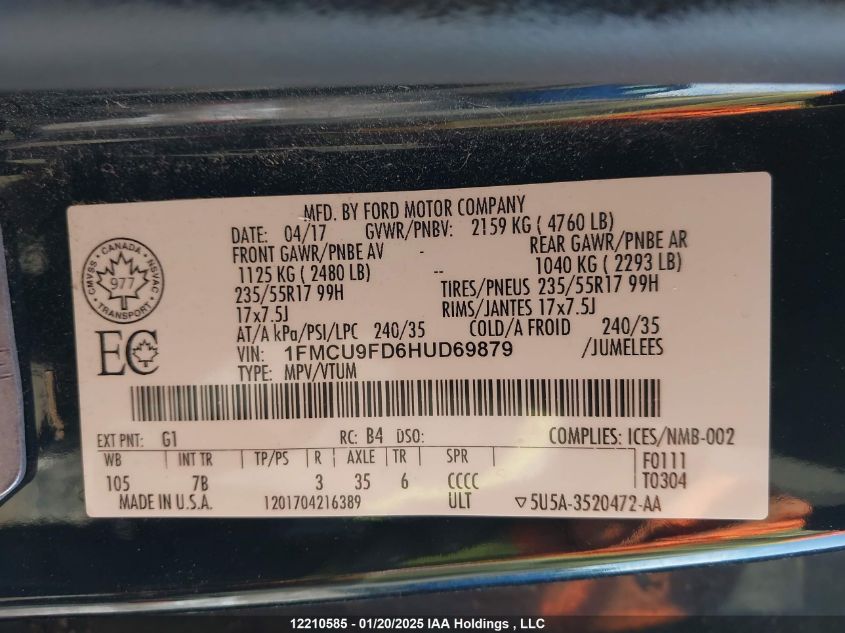 MFD. BY FORD MOTOR COMPANY
DATE: 04/17 GVWR/PNBV: 2159 KG ( 4760 LB)
FRONT GAWR/PNBE AV - REAR GAWR/PNBE AR
1125 KG ( 2480 LB) -- 1040 KG ( 2293 LB)
235/55R17 99H TIRES/PNEUS 235/55R17 99H
17x7.5J RIMS/JANTES 17x7.5J
AT/A kPa/PSI/LPC 240/35 COLD/A FROID 240/35
VIN: 1FMCU9FD6HUD69879 /JUMELEES
TYPE: MPV/VTUM
CANADA
CMVSS NSVAC
977
TRANSPORT
EC
EXT PNT: G1 RC: B4 DSO: COMPLIES: ICES/NMB-002
WB INT TR TP/PS R AXLE TR SPR F0111
105 7B 3 35 6 CCCC T0304
MADE IN U.S.A. 1201704216389 ULT ▽ 5U5A-3520472-AA
12210585 - 01/20/2025 IAA Holdings , LLC